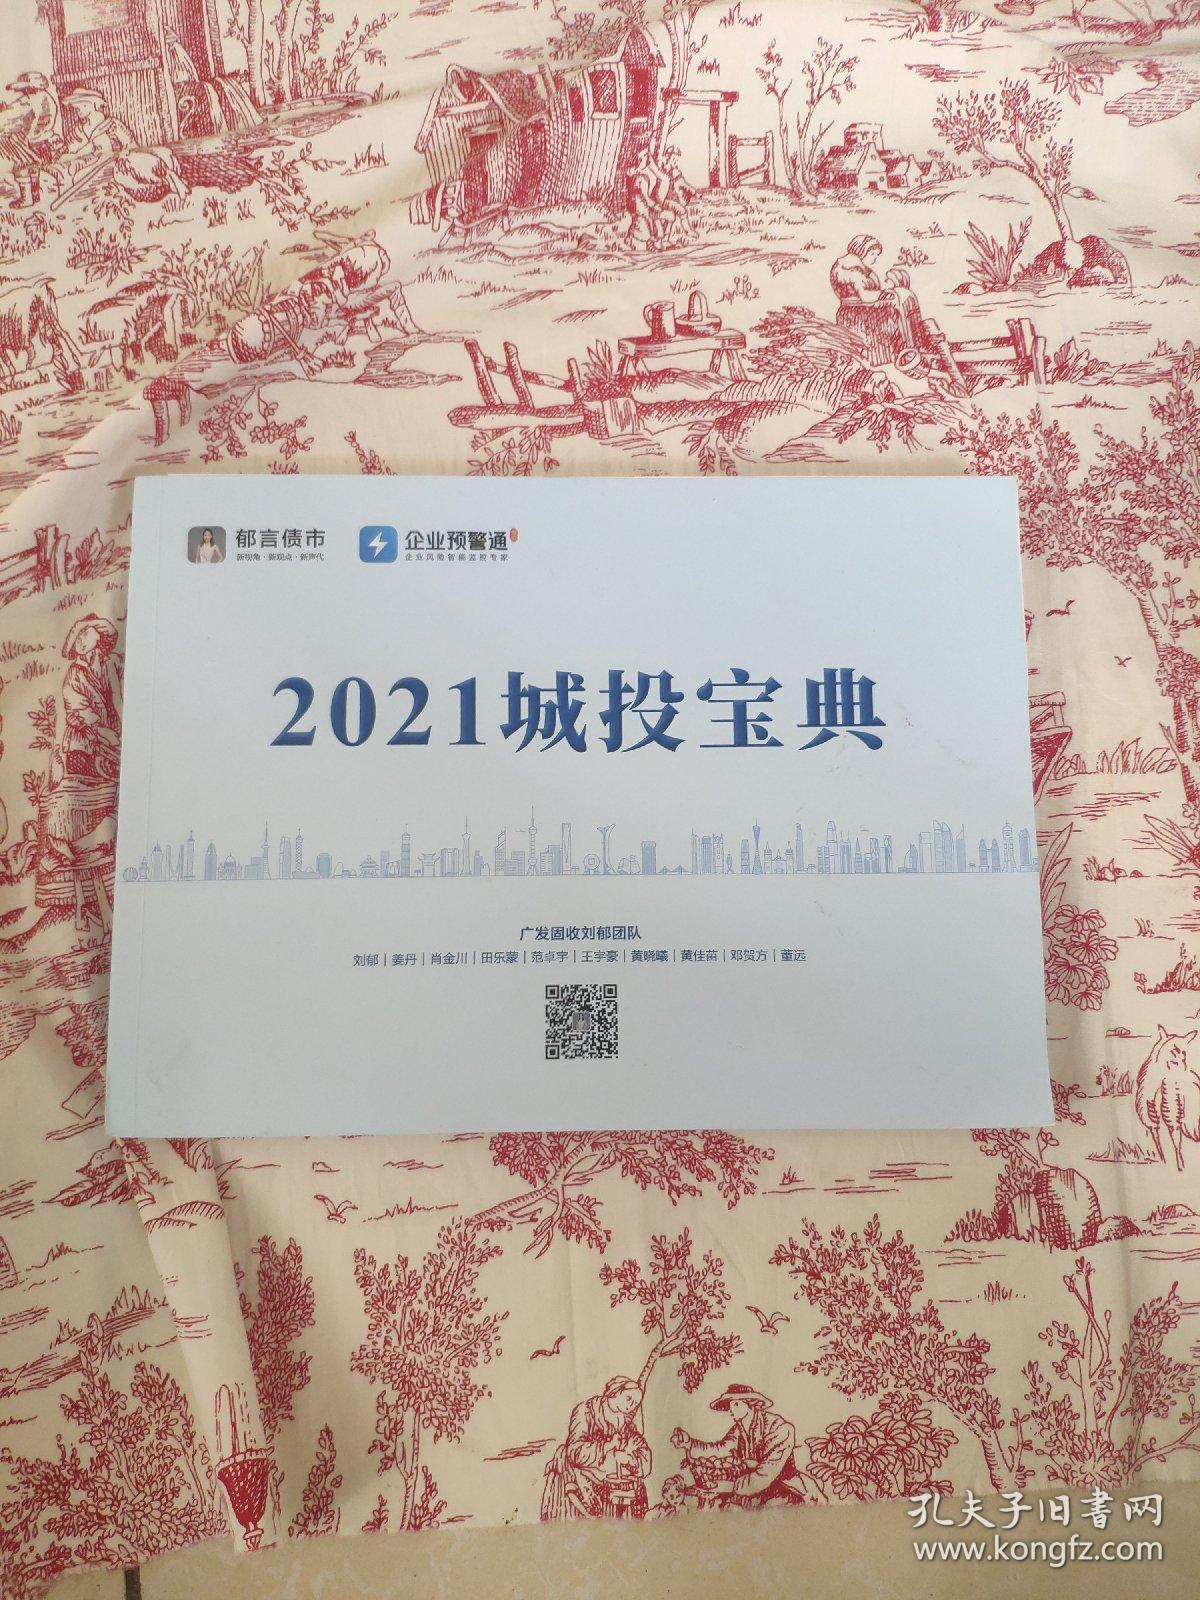 郁言债市
新视角·新观点·新声代
企业预警通
企业风险智能监控专家
2021城投宝典
广发固收刘郁团队
刘郁|姜丹|肖金川|田乐蒙|范卓宇|王宇豪|黄晓曦|黄佳苗|邓贺方|董远
孔夫子旧書网
www.kongfz.com